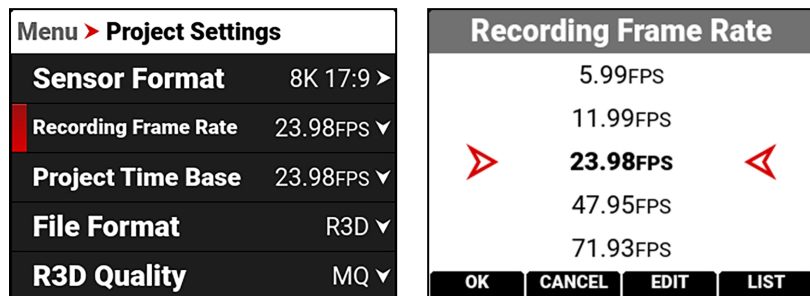 Menu > Project Settings
Sensor Format 8K 17:9 >
Recording Frame Rate 23.98FPS
Project Time Base 23.98FPS
File Format R3D
R3D Quality MQ
Recording Frame Rate
5.99FPS
11.99FPS
23.98FPS
47.95FPS
71.93FPS
OK CANCEL EDIT LIST